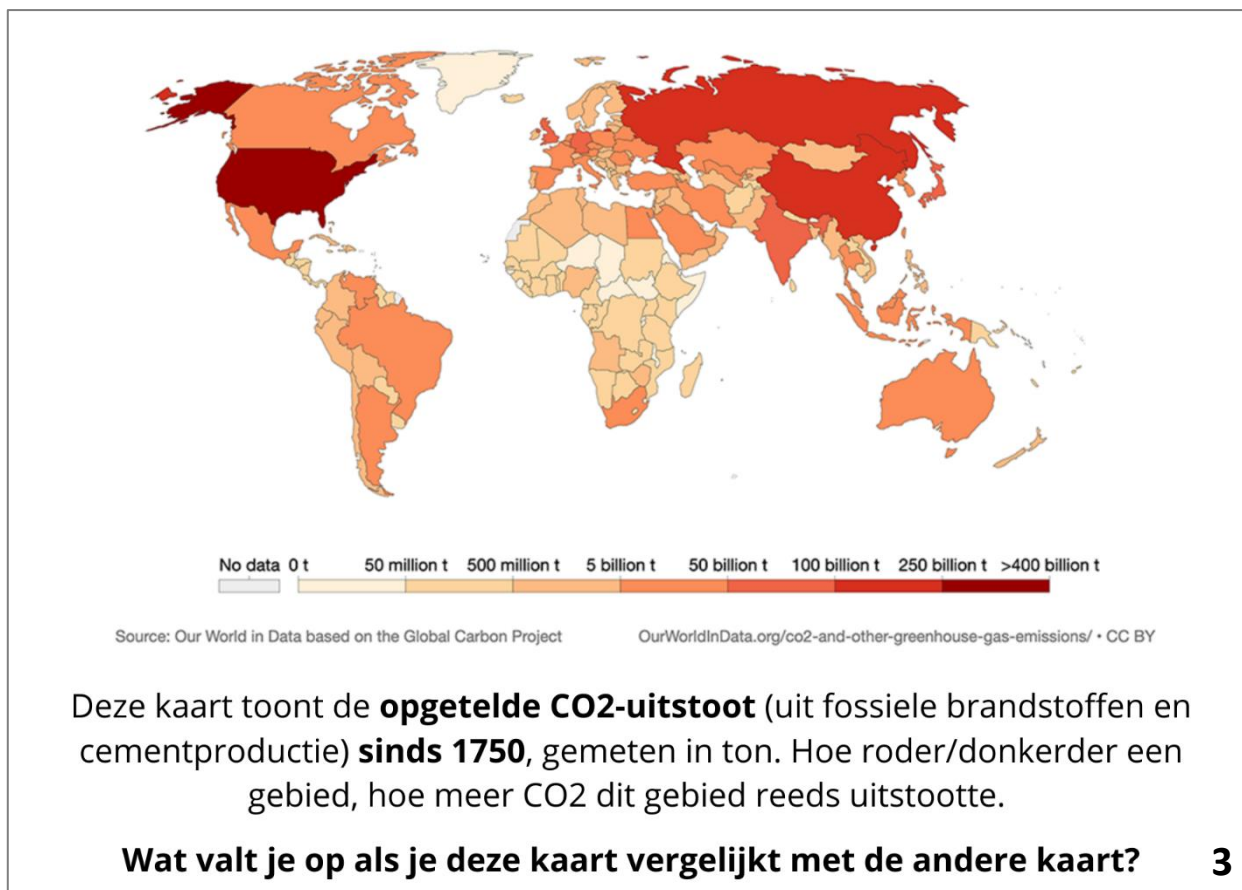 No data 0 t 50 million t 500 million t 5 billion t 50 billion t 100 billion t 250 billion t >400 billion t
Source: Our World in Data based on the Global Carbon Project OurWorldInData.org/co2-and-other-greenhouse-gas-emissions/ • CC BY
Deze kaart toont de opgetelde CO2-uitstoot (uit fossiele brandstoffen en
cementproductie) sinds 1750, gemeten in ton. Hoe roder/donkerder een
gebied, hoe meer CO2 dit gebied reeds uitstootte.
Wat valt je op als je deze kaart vergelijkt met de andere kaart? 3